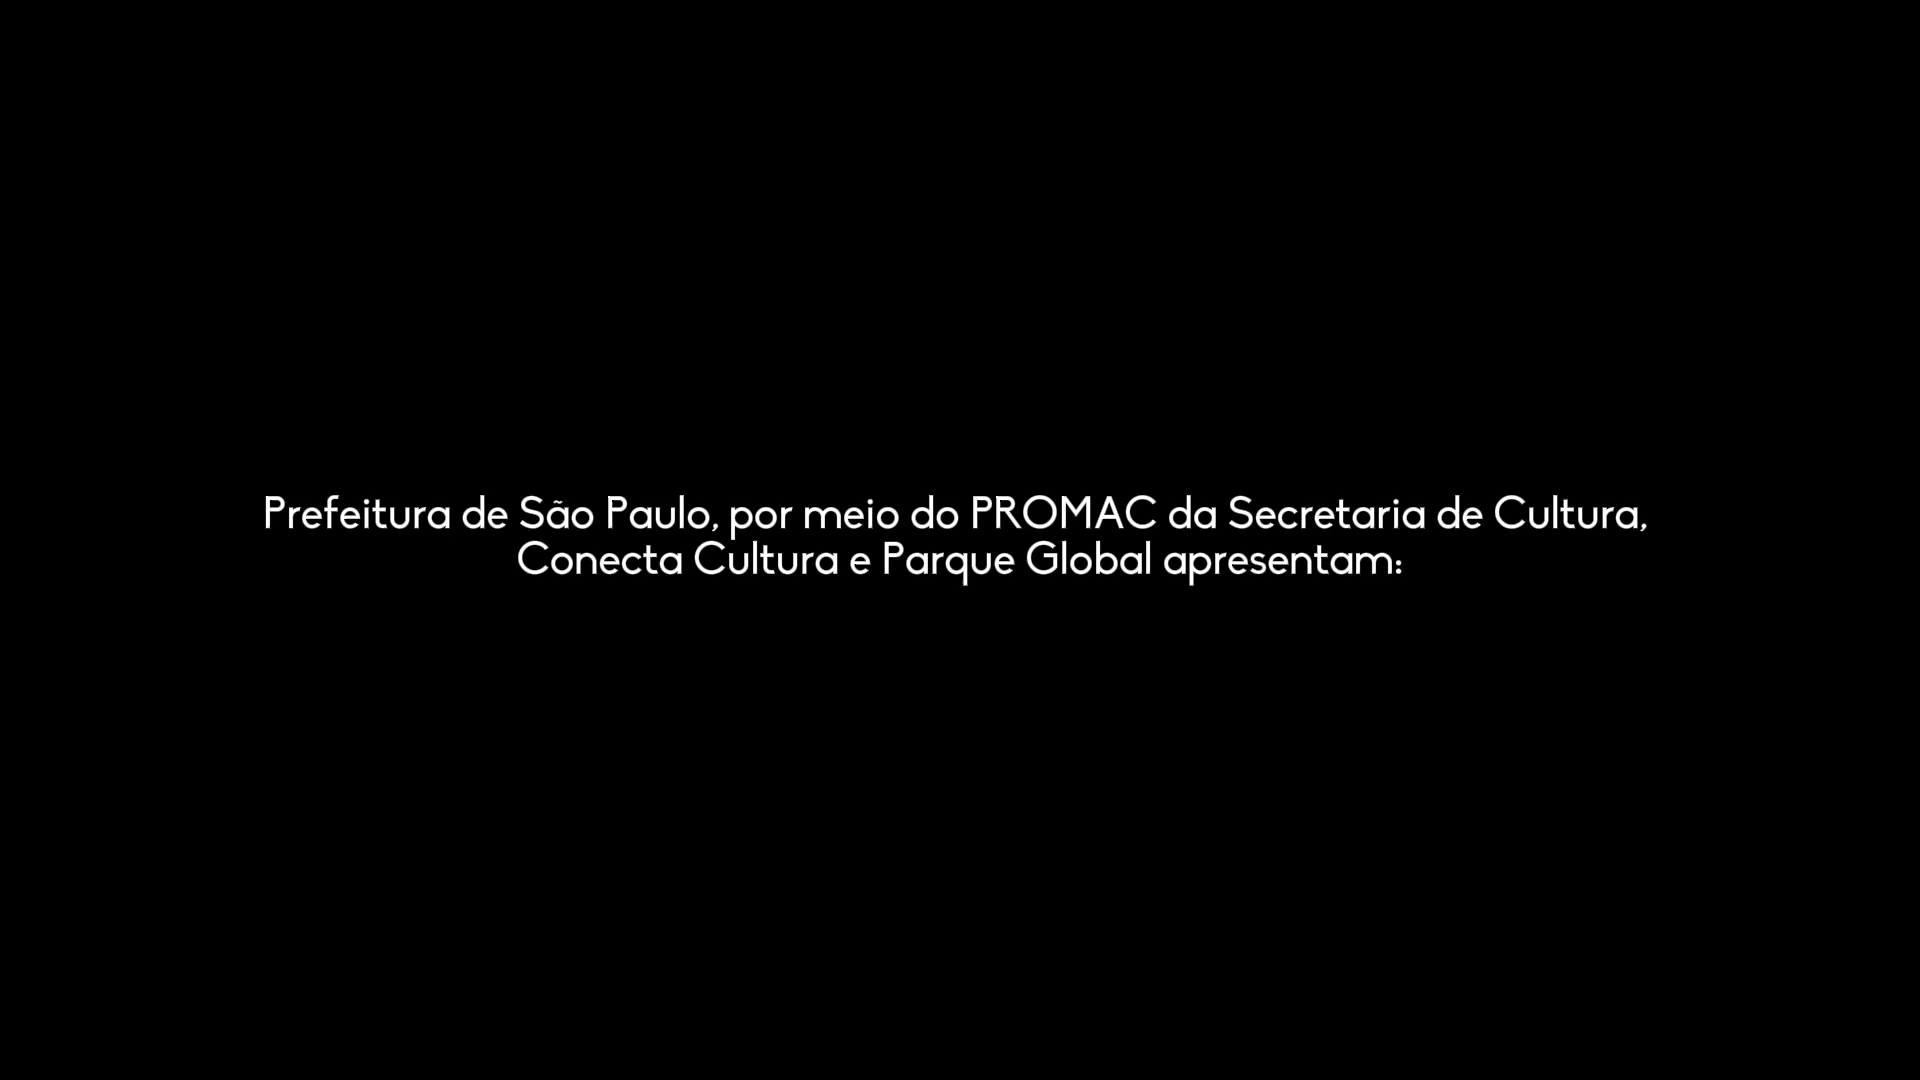 Prefeitura de São Paulo, por meio do PROMAC da Secretaria de Cultura,
Conecta Cultura e Parque Global apresentam: